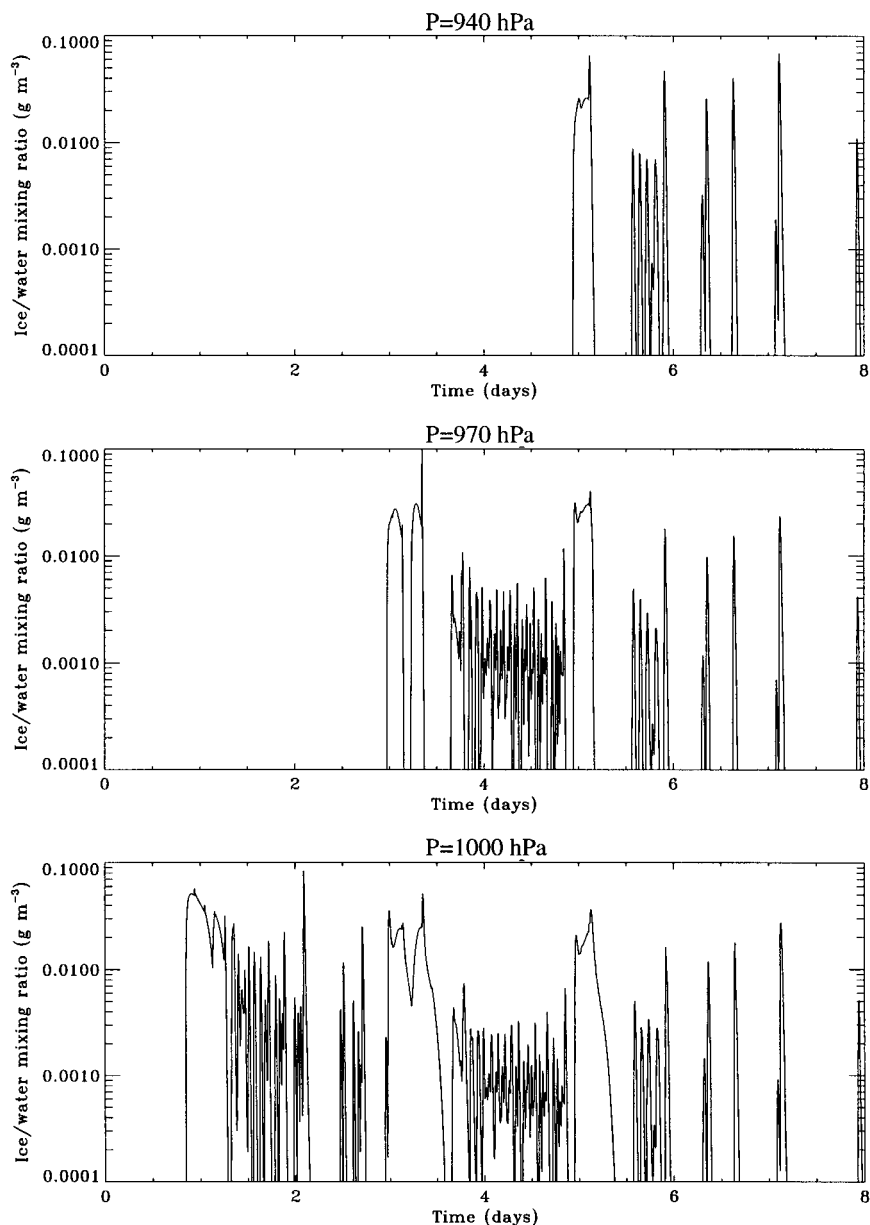 P=940 hPa
Ice/water mixing ratio (g m⁻³)
0.1000
0.0100
0.0010
0.0001
0 2 4 6 8
Time (days)
P=970 hPa
Ice/water mixing ratio (g m⁻³)
0.1000
0.0100
0.0010
0.0001
0 2 4 6 8
Time (days)
P=1000 hPa
Ice/water mixing ratio (g m⁻³)
0.1000
0.0100
0.0010
0.0001
0 2 4 6 8
Time (days)